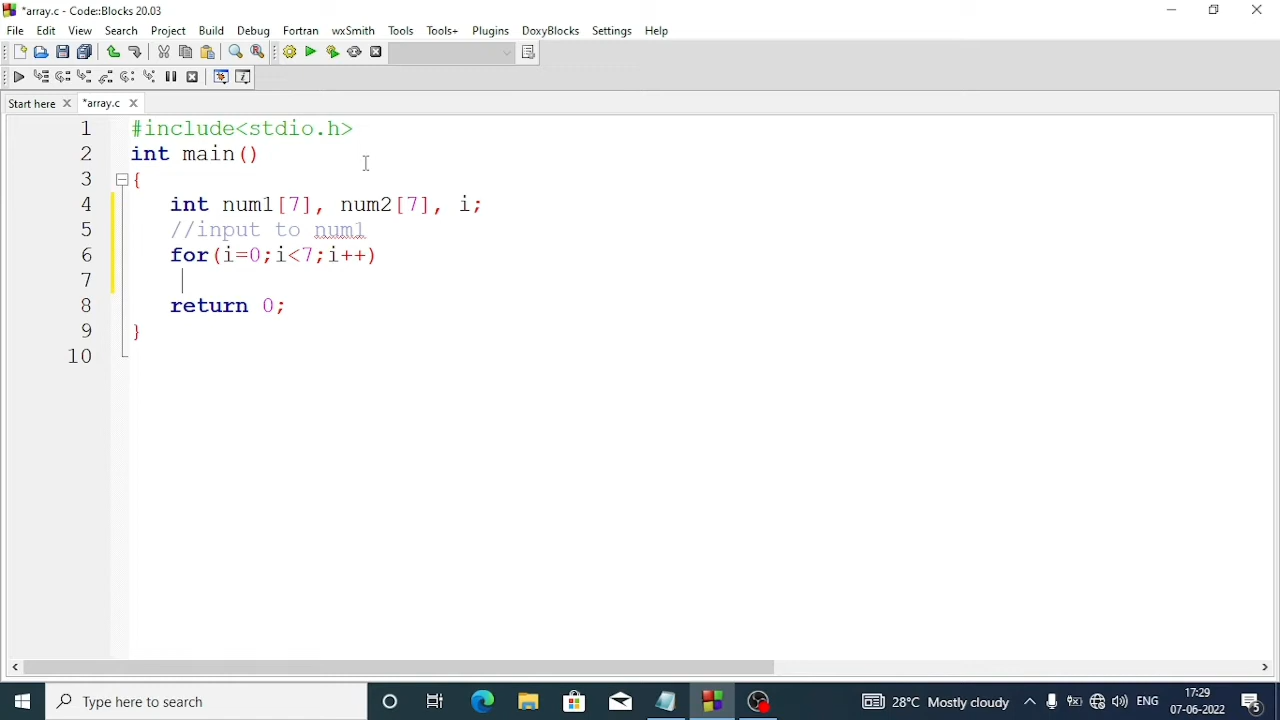 *array.c - Code::Blocks 20.03
File Edit View Search Project Build Debug Fortran wxSmith Tools Tools+ Plugins DoxyBlocks Settings Help
Start here *array.c
1 #include<stdio.h>
2 int main()
3 {
4 int num1[7], num2[7], i;
5 //input to num1
6 for(i=0;i<7;i++)
7
8 return 0;
9 }
10
Type here to search
28°C Mostly cloudy
ENG
17:29
07-06-2022
5